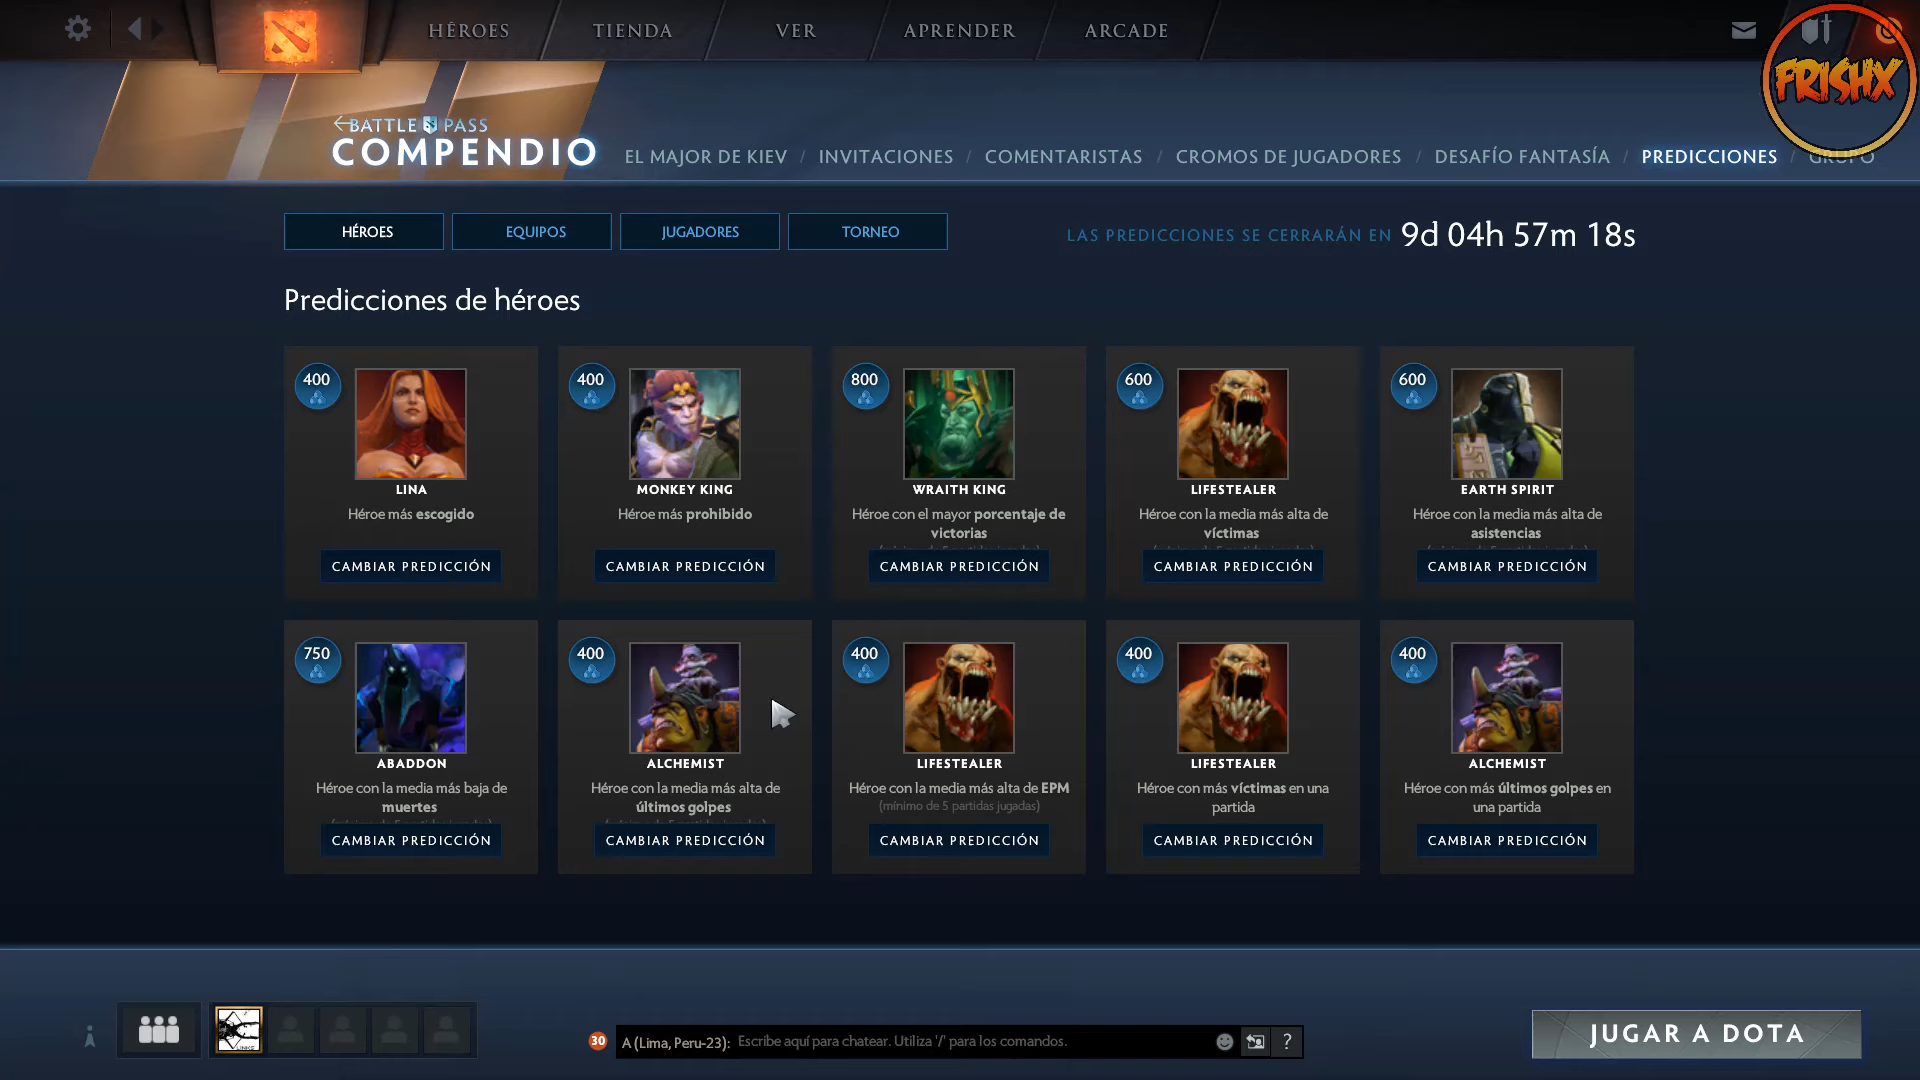 HÉROES
TIENDA
VER
APRENDER
ARCADE
FRISHX
BATTLE PASS
COMPENDIO
EL MAJOR DE KIEV / INVITACIONES / COMENTARISTAS / CROMOS DE JUGADORES / DESAFÍO FANTASÍA / PREDICCIONES / GRUPO
HÉROES
EQUIPOS
JUGADORES
TORNEO
LAS PREDICCIONES SE CERRARÁN EN 9d 04h 57m 18s
Predicciones de héroes
400
LINA
Héroe más escogido
CAMBIAR PREDICCIÓN
400
MONKEY KING
Héroe más prohibido
CAMBIAR PREDICCIÓN
800
WRAITH KING
Héroe con el mayor porcentaje de
victorias
CAMBIAR PREDICCIÓN
600
LIFESTEALER
Héroe con la media más alta de
víctimas
CAMBIAR PREDICCIÓN
600
EARTH SPIRIT
Héroe con la media más alta de
asistencias
CAMBIAR PREDICCIÓN
750
ABADDON
Héroe con la media más baja de
muertes
CAMBIAR PREDICCIÓN
400
ALCHEMIST
Héroe con la media más alta de
últimos golpes
CAMBIAR PREDICCIÓN
400
LIFESTEALER
Héroe con la media más alta de EPM
(mínimo de 5 partidas jugadas)
CAMBIAR PREDICCIÓN
400
LIFESTEALER
Héroe con más víctimas en una
partida
CAMBIAR PREDICCIÓN
400
ALCHEMIST
Héroe con más últimos golpes en
una partida
CAMBIAR PREDICCIÓN
30
A (Lima, Peru-23): Escribe aquí para chatear. Utiliza '/' para los comandos.
?
JUGAR A DOTA